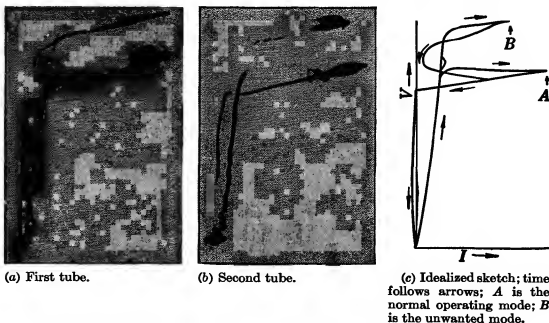 B
A
V
I
(a) First tube.
(b) Second tube.
(c) Idealized sketch; time
follows arrows; A is the
normal operating mode; B
is the unwanted mode.